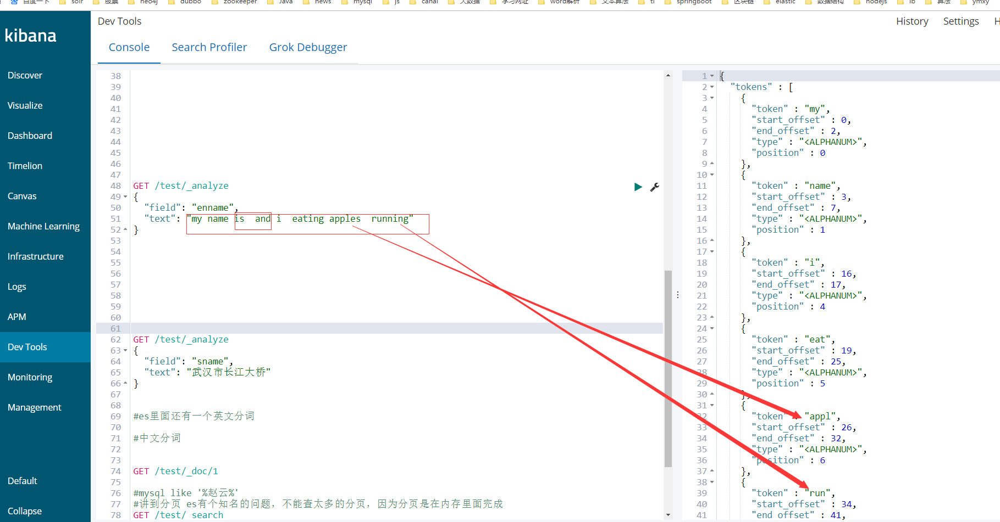 百度一下 solr 股票 neo4j dubbo zookeeper Java news mysql js canal 大数据 学习网址 word解析 文本算法 ti springBoot 区块链 elastic 数据结构 nodejs lb 算法 ymxy
kibana
Discover
Visualize
Dashboard
Timelion
Canvas
Machine Learning
Infrastructure
Logs
APM
Dev Tools
Monitoring
Management
Default
Collapse
Dev Tools
History Settings H
Console Search Profiler Grok Debugger
38
39
40
41
42
43
44
45
46
47
48 GET /test/_analyze
49 {
50 "field": "enname",
51 "text": "my name is  and i  eating apples  running"
52 }
53
54
55
56
57
58
59
60
61
62 GET /test/_analyze
63 {
64 "field": "sname",
65 "text": "武汉市长江大桥"
66 }
67
68
69 #es里面还有一个英文分词
70
71 #中文分词
72
73
74 GET /test/_doc/1
75
76 #mysql like '%赵云%'
77 #讲到分页 es有个知名的问题，不能查太多的分页，因为分页是在内存里面完成
78 GET /test/_search
1 {
2 "tokens" : [
3 {
4 "token" : "my",
5 "start_offset" : 0,
6 "end_offset" : 2,
7 "type" : "<ALPHANUM>",
8 "position" : 0
9 },
10 {
11 "token" : "name",
12 "start_offset" : 3,
13 "end_offset" : 7,
14 "type" : "<ALPHANUM>",
15 "position" : 1
16 },
17 {
18 "token" : "i",
19 "start_offset" : 16,
20 "end_offset" : 17,
21 "type" : "<ALPHANUM>",
22 "position" : 4
23 },
24 {
25 "token" : "eat",
26 "start_offset" : 19,
27 "end_offset" : 25,
28 "type" : "<ALPHANUM>",
29 "position" : 5
30 },
31 {
32 "token" : "appl",
33 "start_offset" : 26,
34 "end_offset" : 32,
35 "type" : "<ALPHANUM>",
36 "position" : 6
37 },
38 {
39 "token" : "run",
40 "start_offset" : 34,
41 "end_offset" : 41,